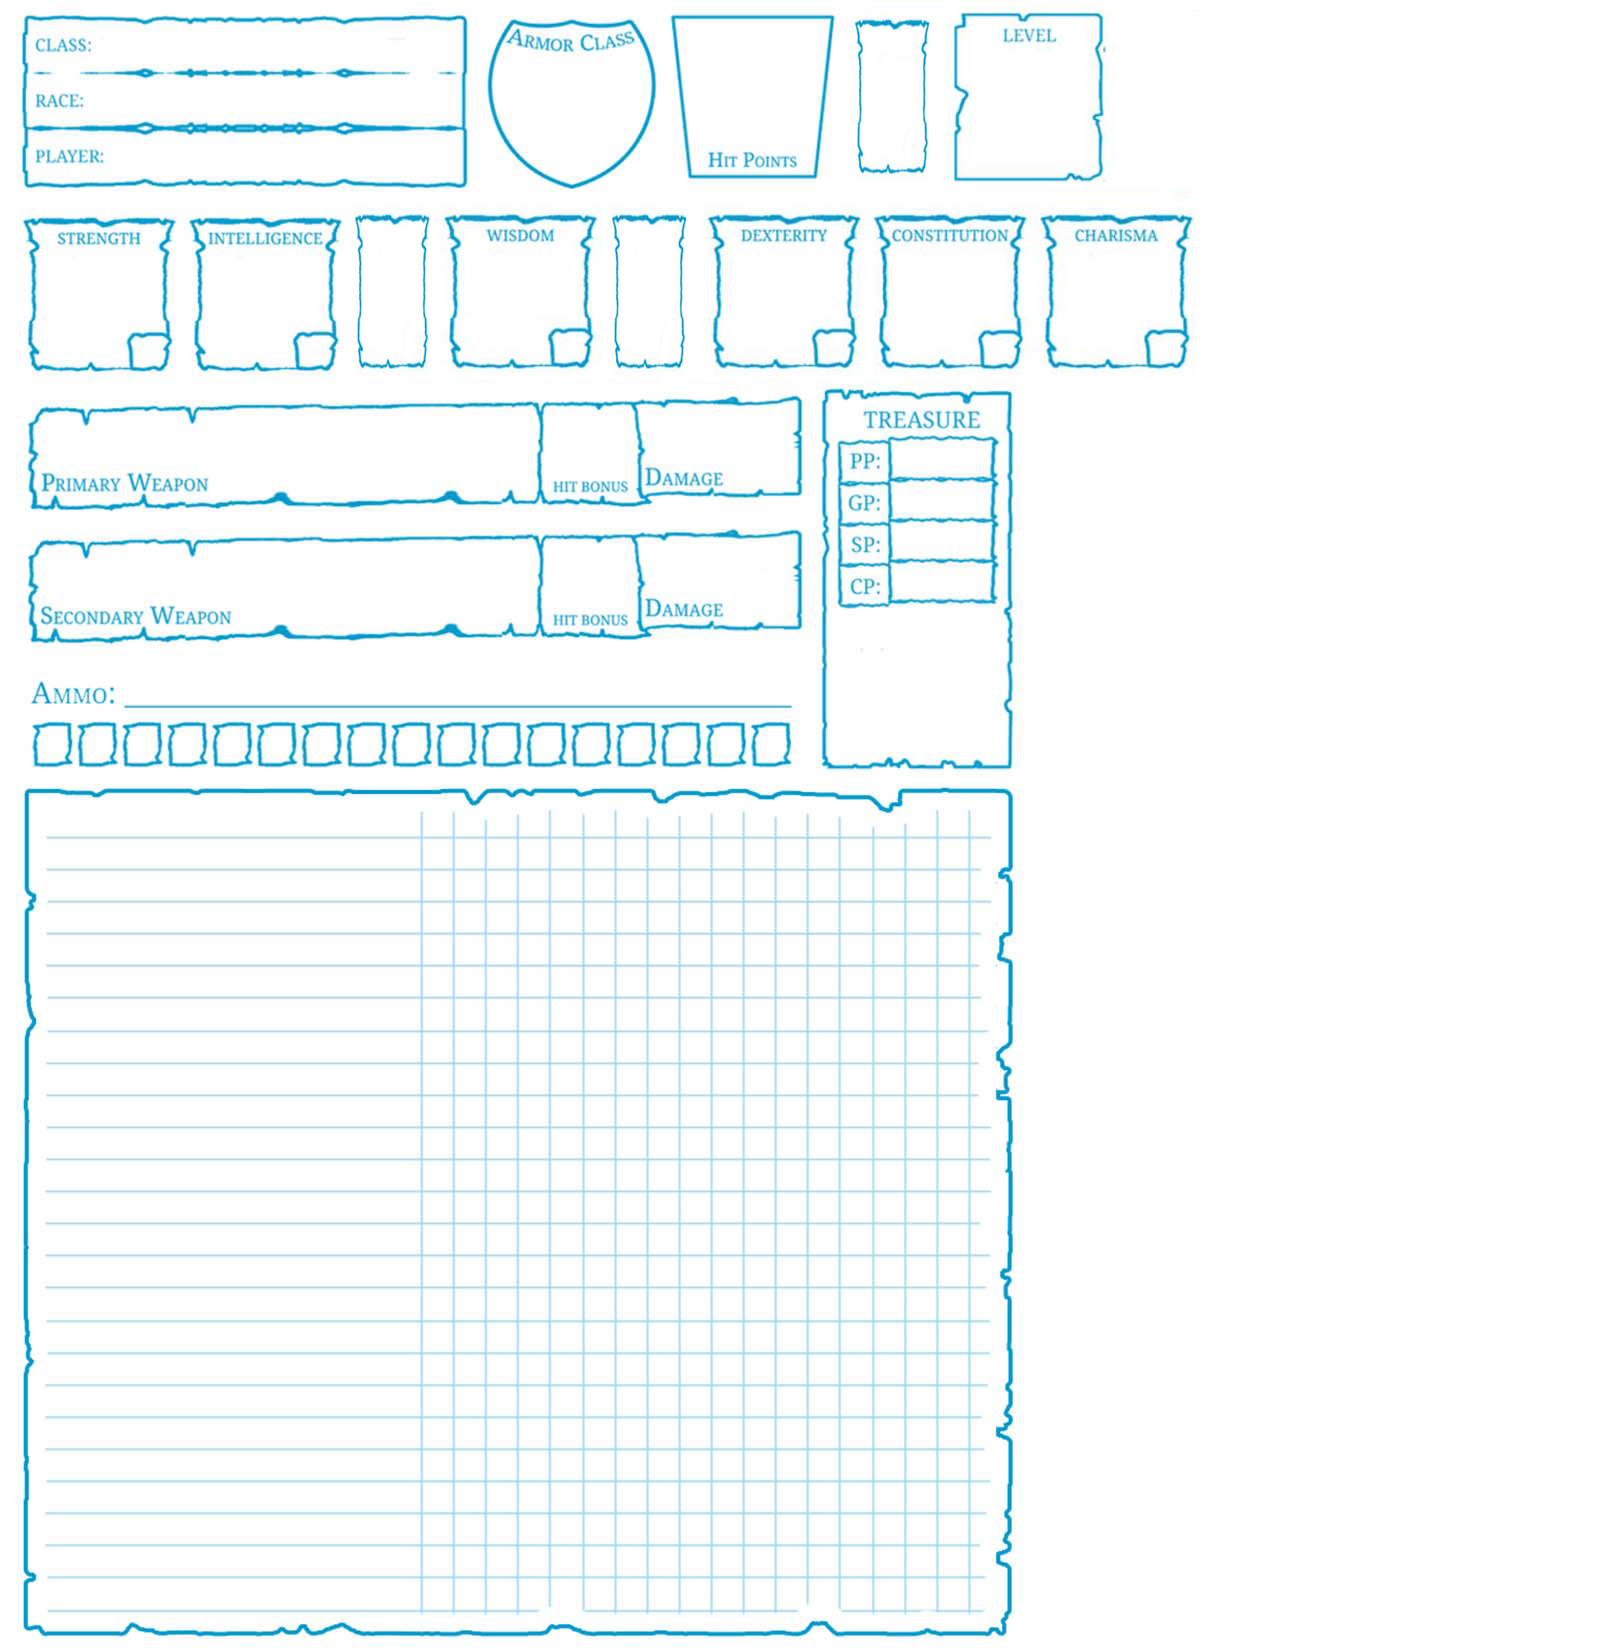 CLASS:
RACE:
PLAYER:
ARMOR CLASS
HIT POINTS
LEVEL
STRENGTH
INTELLIGENCE
WISDOM
DEXTERITY
CONSTITUTION
CHARISMA
PRIMARY WEAPON
HIT BONUS
DAMAGE
SECONDARY WEAPON
HIT BONUS
DAMAGE
AMMO:
TREASURE
PP:
GP:
SP:
CP: